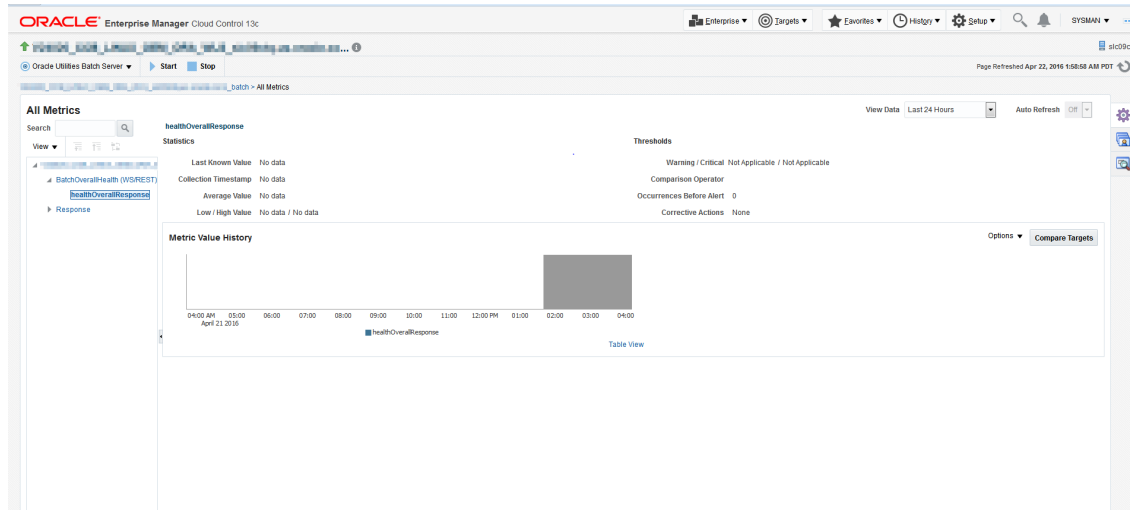 ORACLE® Enterprise Manager Cloud Control 13c Enterprise ▼ Targets ▼ Favorites ▼ History ▼ Setup ▼ SYSMAN ▼
... slc09c
Oracle Utilities Batch Server ▼ Start Stop Page Refreshed Apr 22, 2016 1:58:58 AM PDT
_batch > All Metrics
All Metrics View Data Last 24 Hours Auto Refresh Off
Search healthOverallResponse
View ▼ Statistics Thresholds
Last Known Value No data Warning / Critical Not Applicable / Not Applicable
BatchOverallHealth (WS/REST) Collection Timestamp No data Comparison Operator
healthOverallResponse Average Value No data Occurrences Before Alert 0
Response Low / High Value No data / No data Corrective Actions None
Metric Value History Options ▼ Compare Targets
04:00 AM 05:00 06:00 07:00 08:00 09:00 10:00 11:00 12:00 PM 01:00 02:00 03:00 04:00
April 21 2016
healthOverallResponse
Table View